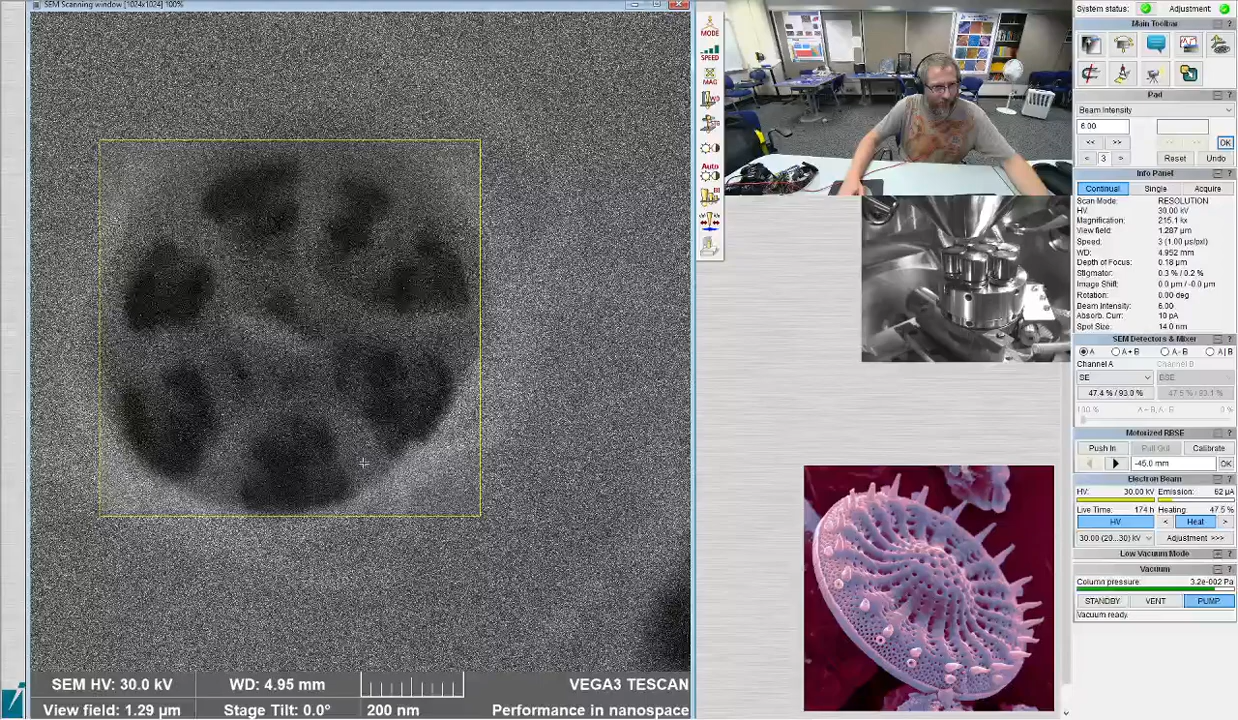 SEM Scanning window [1024x1024] 100%
SEM HV: 30.0 kV
WD: 4.95 mm
VEGA3 TESCAN
View field: 1.29 µm
Stage Tilt: 0.0°
200 nm
Performance in nanospace
MODE
SPEED
MAG
WD
Auto
System status:
Adjustment:
Main Toolbar
Pad
Beam Intensity
6.00
<< >>
OK
< 3 >
Reset
Undo
Info Panel
Continual
Single
Acquire
Scan Mode: RESOLUTION
HV: 30.00 kV
Magnification: 215.1 kx
View field: 1.287 µm
Speed: 3 (1.00 µs/pxl)
WD: 4.952 mm
Depth of Focus: 0.18 µm
Stigmator: 0.3 % / 0.2 %
Image Shift: 0.0 µm / -0.0 µm
Rotation: 0.00 deg
Beam Intensity: 6.00
Absorb. Curr: 10 pA
Spot Size: 14.0 nm
SEM Detectors & Mixer
A
A + B
A - B
A | B
Channel A
Channel B
SE
BSE
47.4 % / 93.0 %
47.5 % / 93.1 %
100 %
A + B, A - B
0 %
Motorized RBSE
Push In
Pull Out
Calibrate
-45.0 mm
OK
Electron Beam
HV: 30.00 kV
Emission: 62 µA
Live Time: 174 h
Heating: 47.5 %
HV
<
Heat
>
30.00 (20...30) kV
Adjustment >>>
Low Vacuum Mode
Vacuum
Column pressure: 3.2e-002 Pa
STANDBY
VENT
PUMP
Vacuum ready.